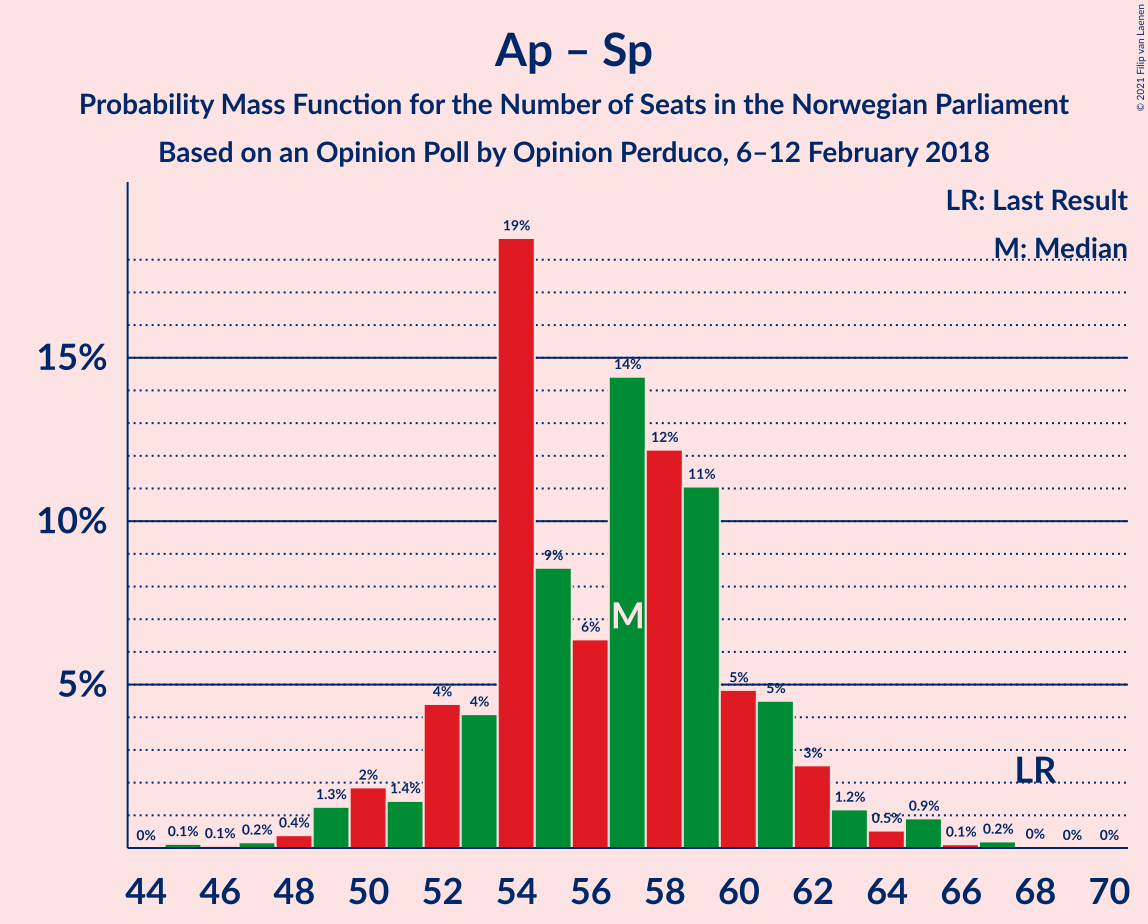 © 2021 Filip van Laenen
Ap – Sp
Probability Mass Function for the Number of Seats in the Norwegian Parliament
Based on an Opinion Poll by Opinion Perduco, 6–12 February 2018
LR: Last Result
M: Median
15%
10%
5%
0% 0.1% 0.1% 0.2% 0.4% 1.3% 2% 1.4% 4% 4% 19% 9% 6% 14% 12% 11% 5% 5% 3% 1.2% 0.5% 0.9% 0.1% 0.2% 0% 0% 0%
M
LR
44 46 48 50 52 54 56 58 60 62 64 66 68 70